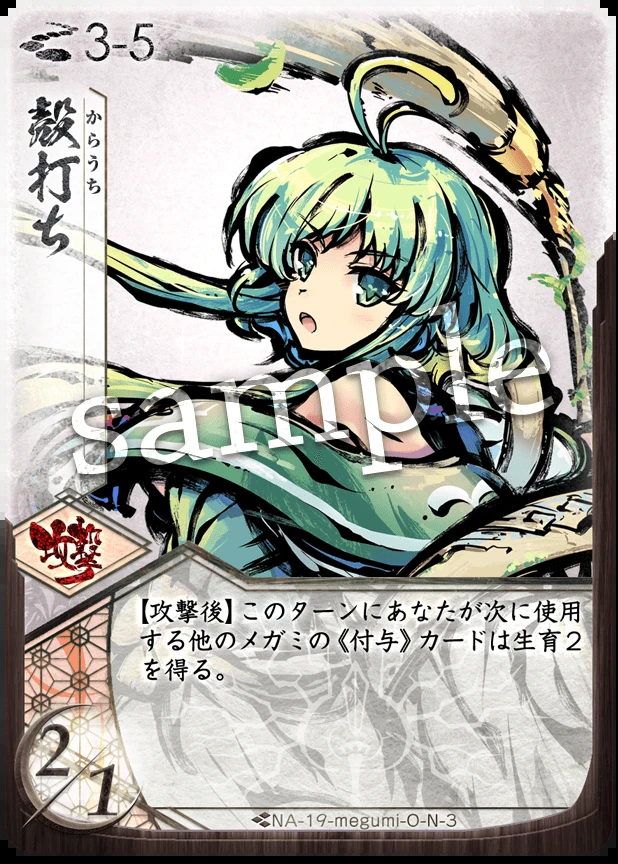 3-5
殻打ち
からうち
sample
攻撃
【攻撃後】このターンにあなたが次に使用
する他のメガミの《付与》カードは生育2
を得る。
2/1
NA-19-megumi-O-N-3